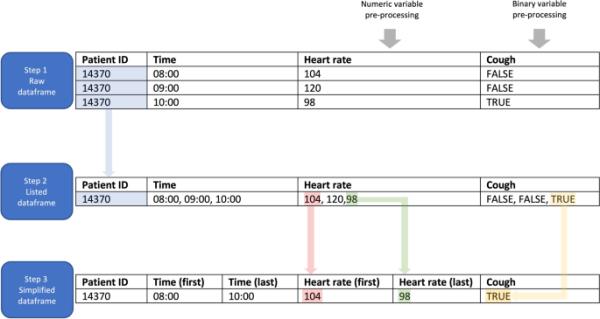 Numeric variable
pre-processing
Binary variable
pre-processing
Step 1
Raw
dataframe
Patient ID Time Heart rate Cough
14370 08:00 104 FALSE
14370 09:00 120 FALSE
14370 10:00 98 TRUE
Step 2
Listed
dataframe
Patient ID Time Heart rate Cough
14370 08:00, 09:00, 10:00 104, 120,98 FALSE, FALSE, TRUE
Step 3
Simplified
dataframe
Patient ID Time (first) Time (last) Heart rate (first) Heart rate (last) Cough
14370 08:00 10:00 104 98 TRUE